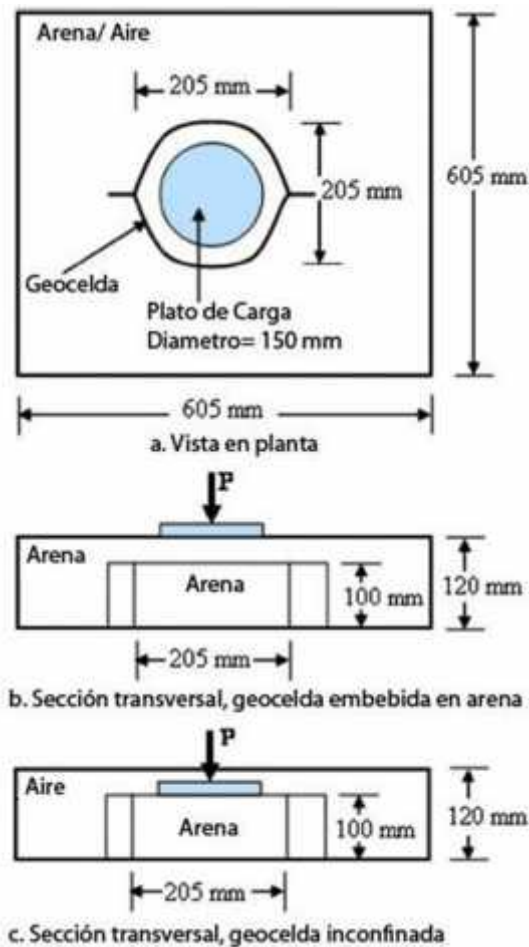 Arena/ Aire
205 mm
205 mm
605 mm
Geocelda
Plato de Carga
Diametro= 150 mm
605 mm
a. Vista en planta
P
Arena
Arena
100 mm
120 mm
205 mm
b. Sección transversal, geocelda embebida en arena
P
Aire
Arena
100 mm
120 mm
205 mm
c. Sección transversal, geocelda inconfinada